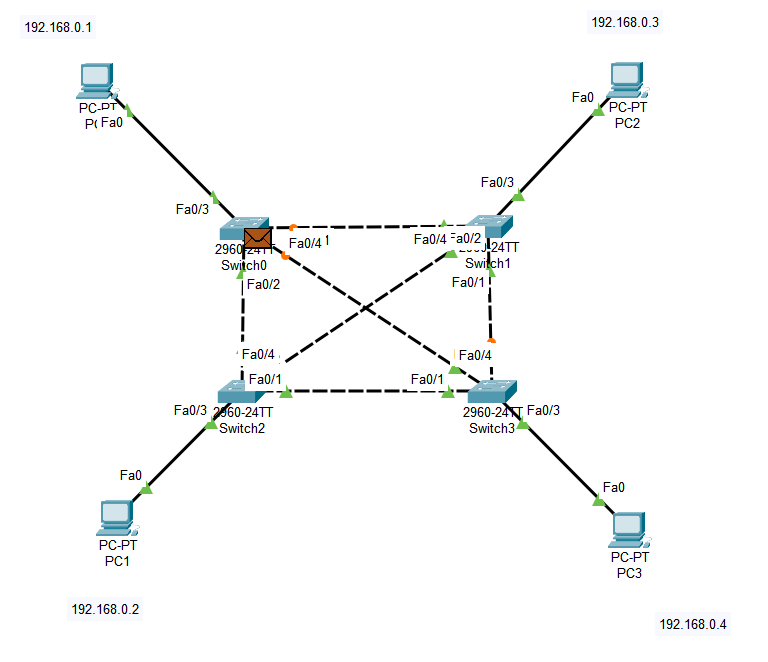 192.168.0.1
192.168.0.3
PC-PT
Fa0
Fa0
PC-PT
PC2
Fa0/3
Fa0/3
Fa0/4
1
Fa0/4
Fa0/2
2960-24TT
Switch0
Switch1
Fa0/2
Fa0/1
Fa0/4
Fa0/4
Fa0/1
Fa0/1
Fa0/3
2960-24TT
Switch2
2960-24TT
Switch3
Fa0/3
Fa0
Fa0
PC-PT
PC1
PC-PT
PC3
192.168.0.2
192.168.0.4